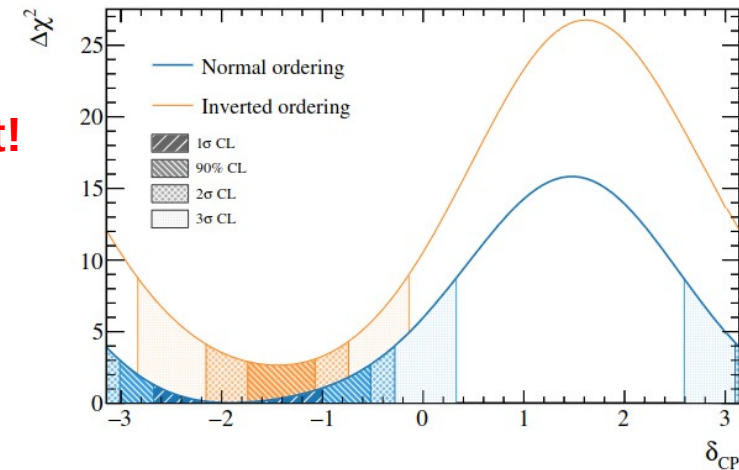 Δχ²
25
20
15
10
5
0
t!
Normal ordering
Inverted ordering
1σ CL
90% CL
2σ CL
3σ CL
−3 −2 −1 0 1 2 3
δCP